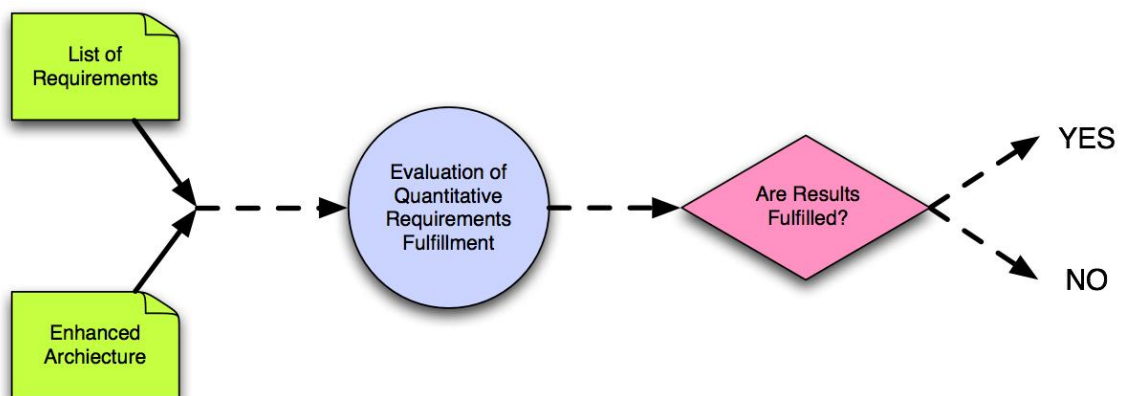 List of
Requirements
Evaluation of
Quantitative
Requirements
Fulfillment
Are Results
Fulfilled?
YES
NO
Enhanced
Archiecture